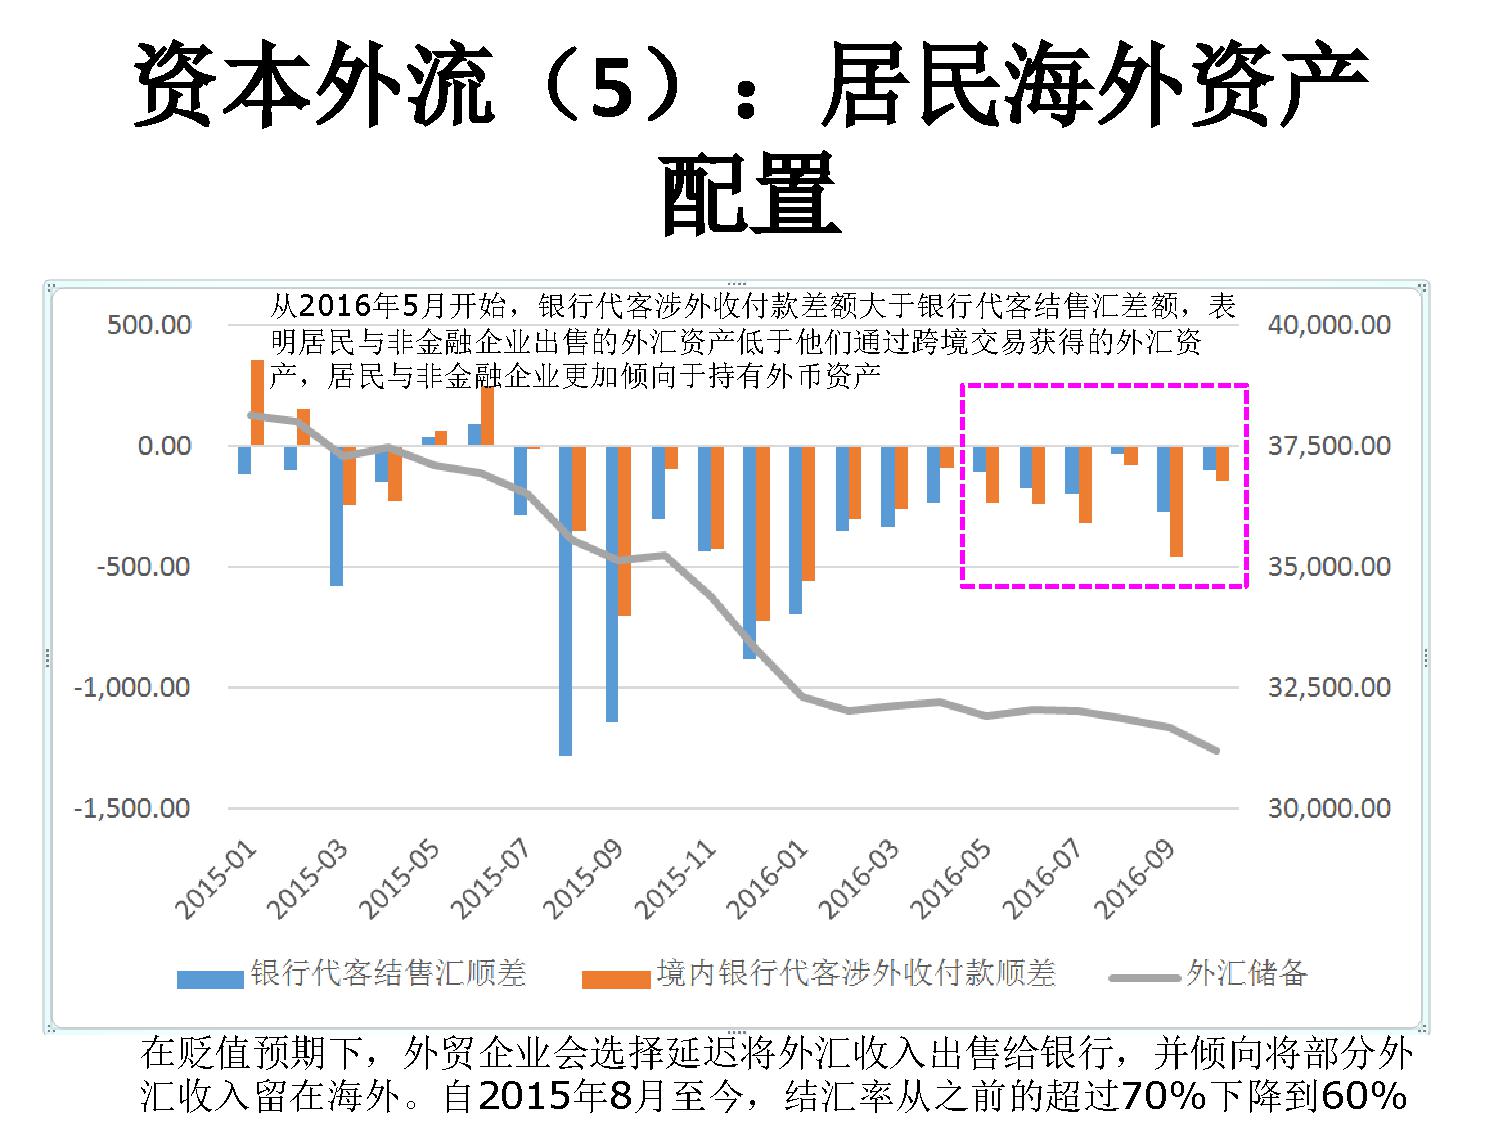 资本外流（5）：居民海外资产
配置
从2016年5月开始，银行代客涉外收付款差额大于银行代客结售汇差额，表
明居民与非金融企业出售的外汇资产低于他们通过跨境交易获得的外汇资
产，居民与非金融企业更加倾向于持有外币资产
500.00
0.00
-500.00
-1,000.00
-1,500.00
40,000.00
37,500.00
35,000.00
32,500.00
30,000.00
2015-01
2015-03
2015-05
2015-07
2015-09
2015-11
2016-01
2016-03
2016-05
2016-07
2016-09
银行代客结售汇顺差
境内银行代客涉外收付款顺差
外汇储备
在贬值预期下，外贸企业会选择延迟将外汇收入出售给银行，并倾向将部分外
汇收入留在海外。自2015年8月至今，结汇率从之前的超过70%下降到60%